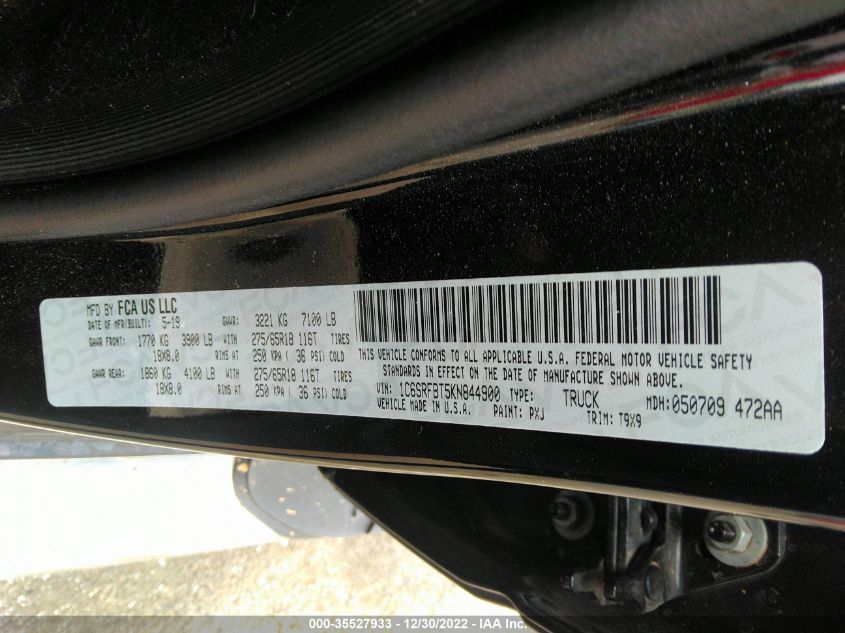 MFD BY FCA US LLC
DATE OF MFR(BUILT): 5-19 GVWR: 3221 KG 7100 LB
GAWR FRONT: 1770 KG 3900 LB WITH 275/65R18 116T TIRES
18X8.0 RIMS AT 250 KPA ( 36 PSI) COLD
GAWR REAR: 1860 KG 4100 LB WITH 275/65R18 116T TIRES
18X8.0 RIMS AT 250 KPA ( 36 PSI) COLD
THIS VEHICLE CONFORMS TO ALL APPLICABLE U.S.A. FEDERAL MOTOR VEHICLE SAFETY
STANDARDS IN EFFECT ON THE DATE OF MANUFACTURE SHOWN ABOVE.
VIN: 1C6SRFBT5KN844900 TYPE: TRUCK MDH: 050709 472AA
VEHICLE MADE IN U.S.A. PAINT: PXJ TRIM: T9X9
000-35527933 - 12/30/2022 - IAA Inc.